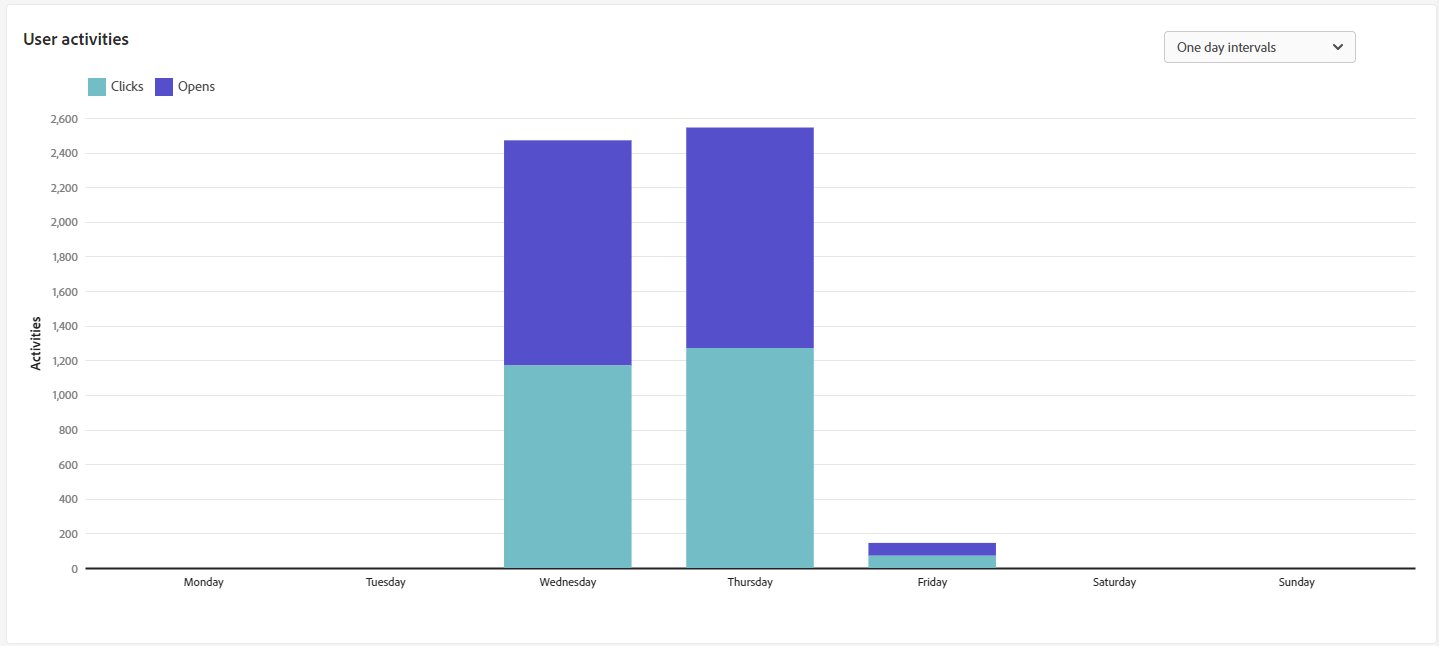 User activities
One day intervals
Clicks Opens
2,600
2,400
2,200
2,000
1,800
1,600
1,400
1,200
1,000
800
600
400
200
0
Activities
Monday Tuesday Wednesday Thursday Friday Saturday Sunday